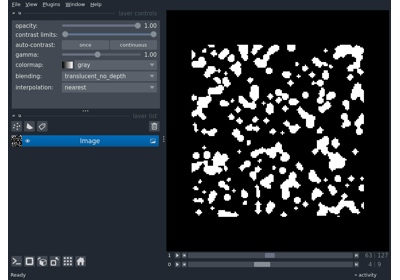 File View Plugins Window Help
layer controls
opacity: 1.00
contrast limits:
auto-contrast: once continuous
gamma: 1.00
colormap: gray
blending: translucent_no_depth
interpolation: nearest
layer list
Image
1 63 127
0 4 9
Ready activity